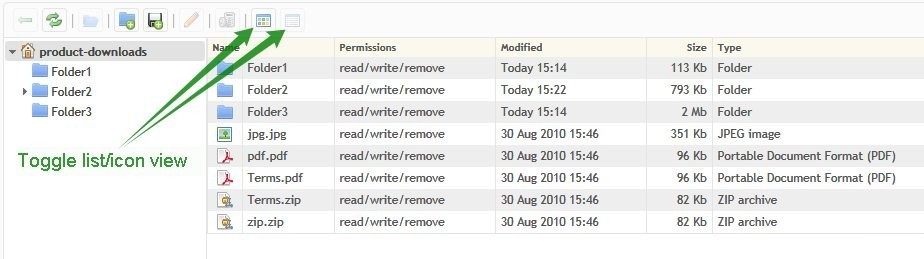 product-downloads
Folder1
Folder2
Folder3
Toggle list/icon view
Name Permissions Modified Size Type
Folder1 read/write/remove Today 15:14 113 Kb Folder
Folder2 read/write/remove Today 15:22 793 Kb Folder
Folder3 read/write/remove Today 15:14 2 Mb Folder
jpg.jpg read/write/remove 30 Aug 2010 15:46 351 Kb JPEG image
pdf.pdf read/write/remove 30 Aug 2010 15:46 96 Kb Portable Document Format (PDF)
Terms.pdf read/write/remove 30 Aug 2010 15:46 96 Kb Portable Document Format (PDF)
Terms.zip read/write/remove 30 Aug 2010 15:46 82 Kb ZIP archive
zip.zip read/write/remove 30 Aug 2010 15:46 82 Kb ZIP archive